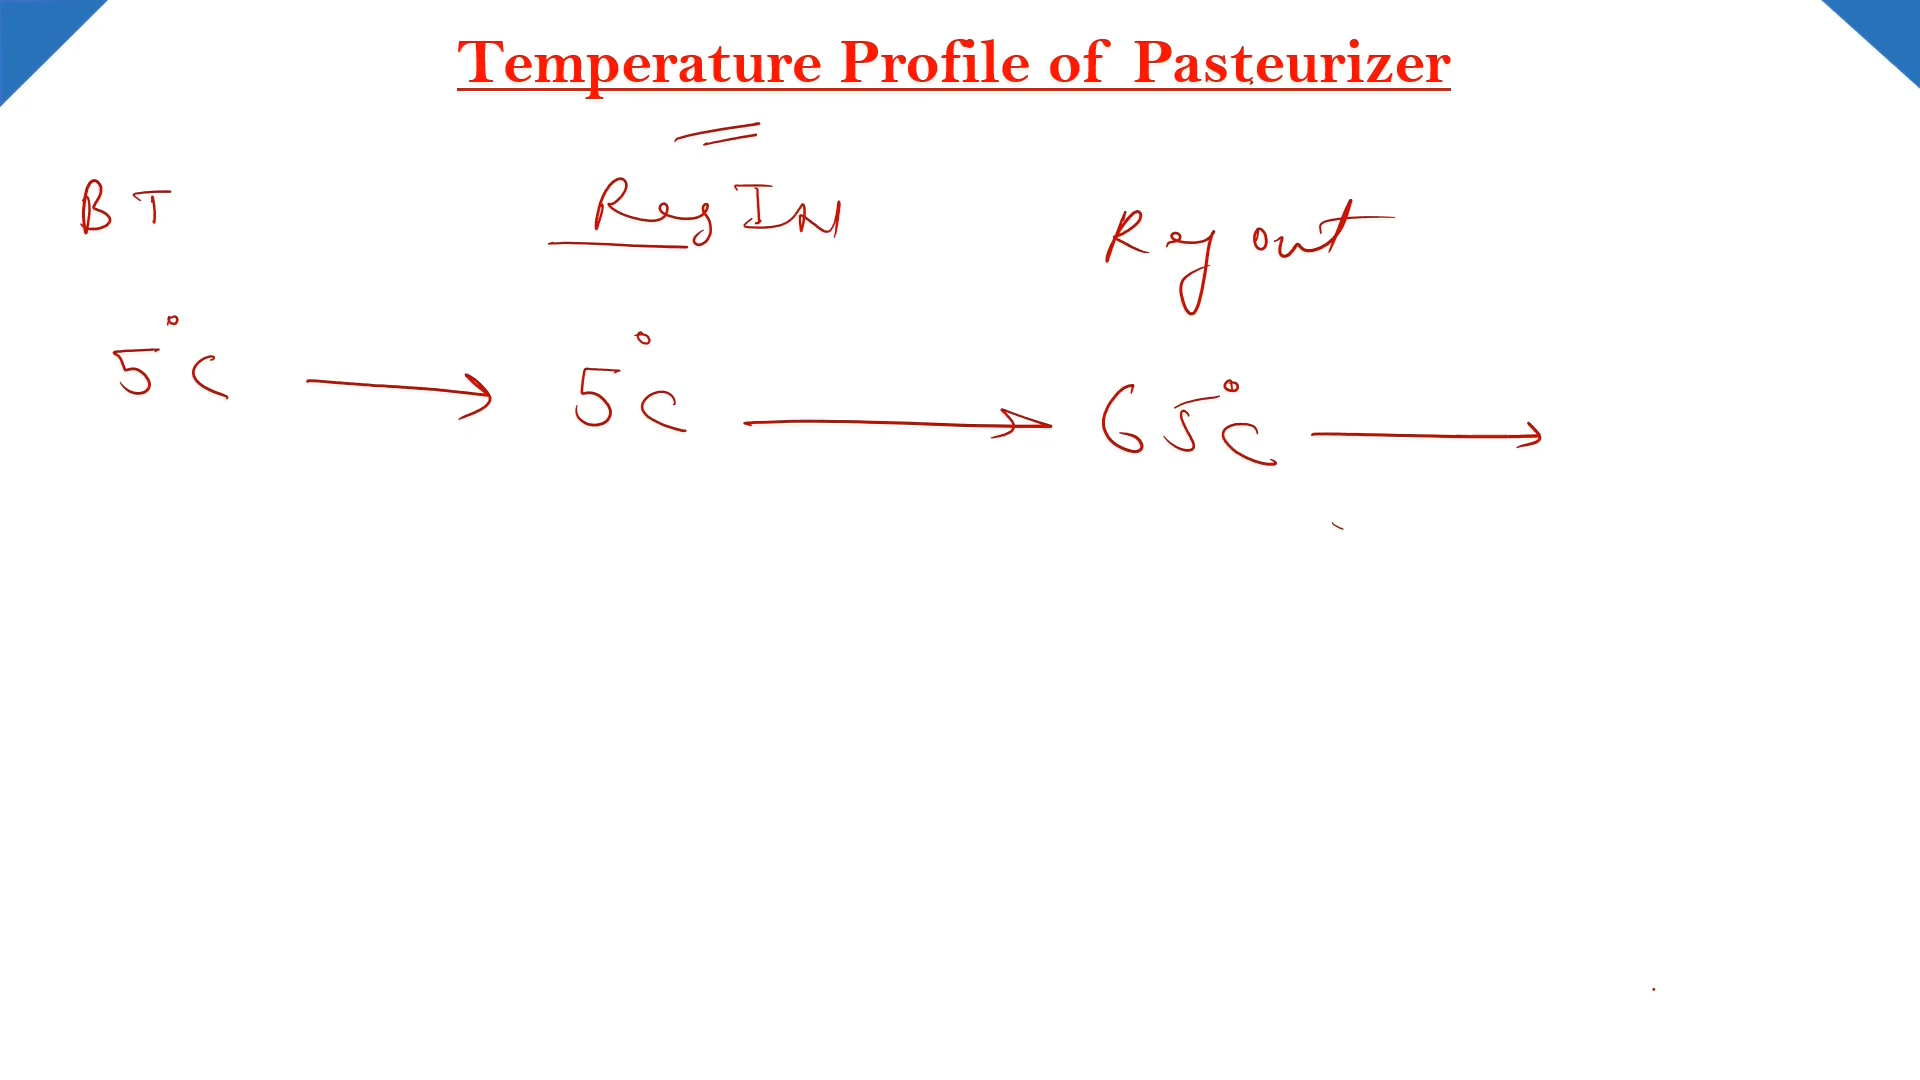 Temperature Profile of Pasteurizer
BT Reg IN Reg out
5°C → 5°C → 65°C →